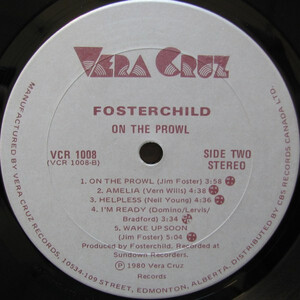 VERA CRUZ
FOSTERCHILD
ON THE PROWL
VCR 1008
(VCR 1008-B)
SIDE TWO
STEREO
1. ON THE PROWL (Jim Foster) 3:58
2. AMELIA (Vern Wills) 4:38
3. HELPLESS (Neil Young) 4:36
4. I'M READY (Domino/Larvis/
Bradford) 3:34
5. WAKE UP SOON
(Jim Foster) 5:04
Produced by Fosterchild. Recorded at
Sundown Recorders.
Ⓟ 1980 Vera Cruz
Records
MANUFACTURED BY VERA CRUZ RECORDS, 10534-109 STREET, EDMONTON, ALBERTA. DISTRIBUTED BY CBS RECORDS CANADA LTD.